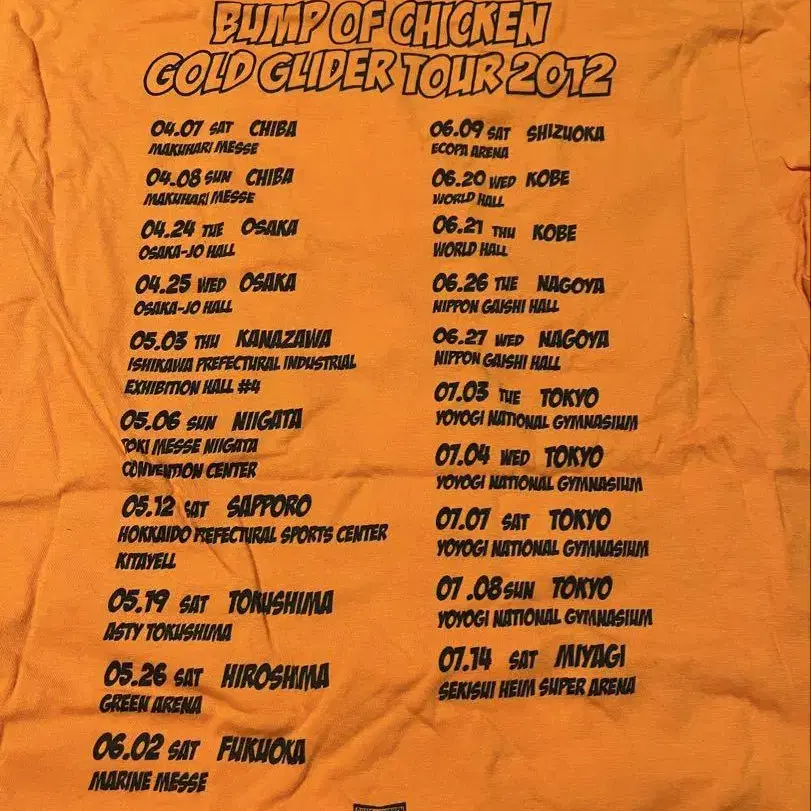 BUMP OF CHICKEN
GOLD GLIDER TOUR 2012
04.07 SAT CHIBA
MAKUHARI MESSE
04.08 SUN CHIBA
MAKUHARI MESSE
04.24 TUE OSAKA
OSAKA-JO HALL
04.25 WED OSAKA
OSAKA-JO HALL
05.03 THU KANAZAWA
ISHIKAWA PREFECTURAL INDUSTRIAL
EXHIBITION HALL #4
05.06 SUN NIIGATA
TOKI MESSE NIIGATA
CONVENTION CENTER
05.12 SAT SAPPORO
HOKKAIDO PREFECTURAL SPORTS CENTER
KITAYELL
05.19 SAT TOKUSHIMA
ASTY TOKUSHIMA
05.26 SAT HIROSHIMA
GREEN ARENA
06.02 SAT FUKUOKA
MARINE MESSE
06.09 SAT SHIZUOKA
ECOPA ARENA
06.20 WED KOBE
WORLD HALL
06.21 THU KOBE
WORLD HALL
06.26 TUE NAGOYA
NIPPON GAISHI HALL
06.27 WED NAGOYA
NIPPON GAISHI HALL
07.03 TUE TOKYO
YOYOGI NATIONAL GYMNASIUM
07.04 WED TOKYO
YOYOGI NATIONAL GYMNASIUM
07.07 SAT TOKYO
YOYOGI NATIONAL GYMNASIUM
07.08 SUN TOKYO
YOYOGI NATIONAL GYMNASIUM
07.14 SAT MIYAGI
SEKISUI HEIM SUPER ARENA